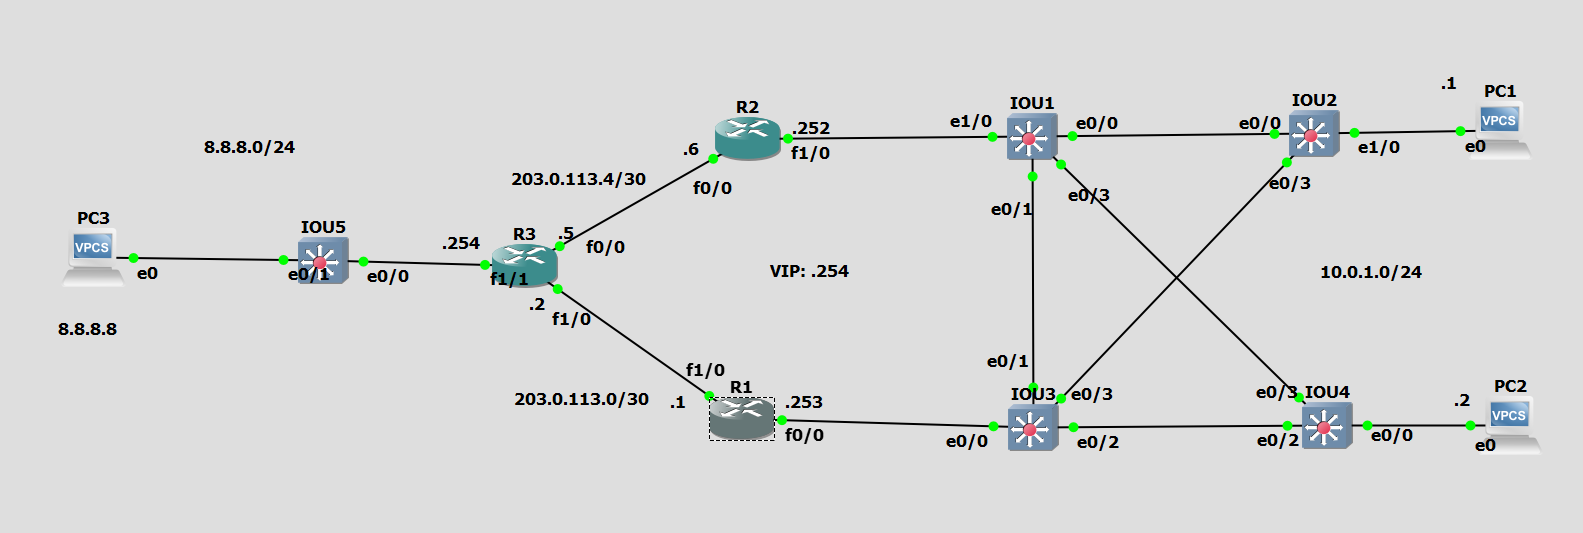 8.8.8.0/24
PC3
VPCS
e0
8.8.8.8
IOU5
e0/1
e0/0
.254
R3
f1/1
.5
f0/0
.2
f1/0
203.0.113.4/30
.6
f0/0
R2
.252
f1/0
203.0.113.0/30
f1/0
.1
R1
.253
f0/0
VIP: .254
IOU1
e1/0
e0/0
e0/1
e0/3
IOU2
e0/0
e1/0
e0/3
.1
PC1
VPCS
e0
10.0.1.0/24
e0/1
IOU3
e0/3
e0/0
e0/2
e0/3
IOU4
e0/2
e0/0
.2
PC2
VPCS
e0